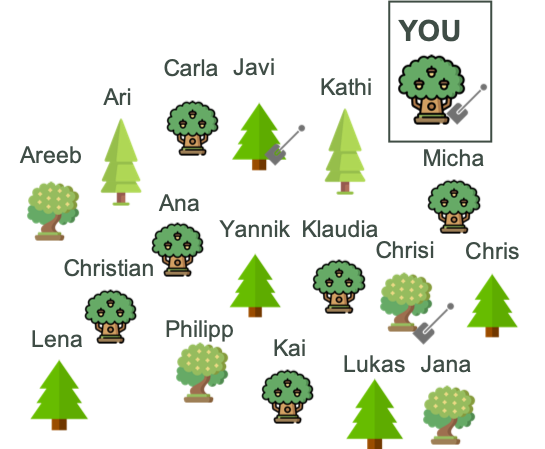 YOU
Carla
Javi
Kathi
Ari
Micha
Areeb
Ana
Yannik
Klaudia
Chrisi
Chris
Christian
Lena
Philipp
Kai
Lukas
Jana